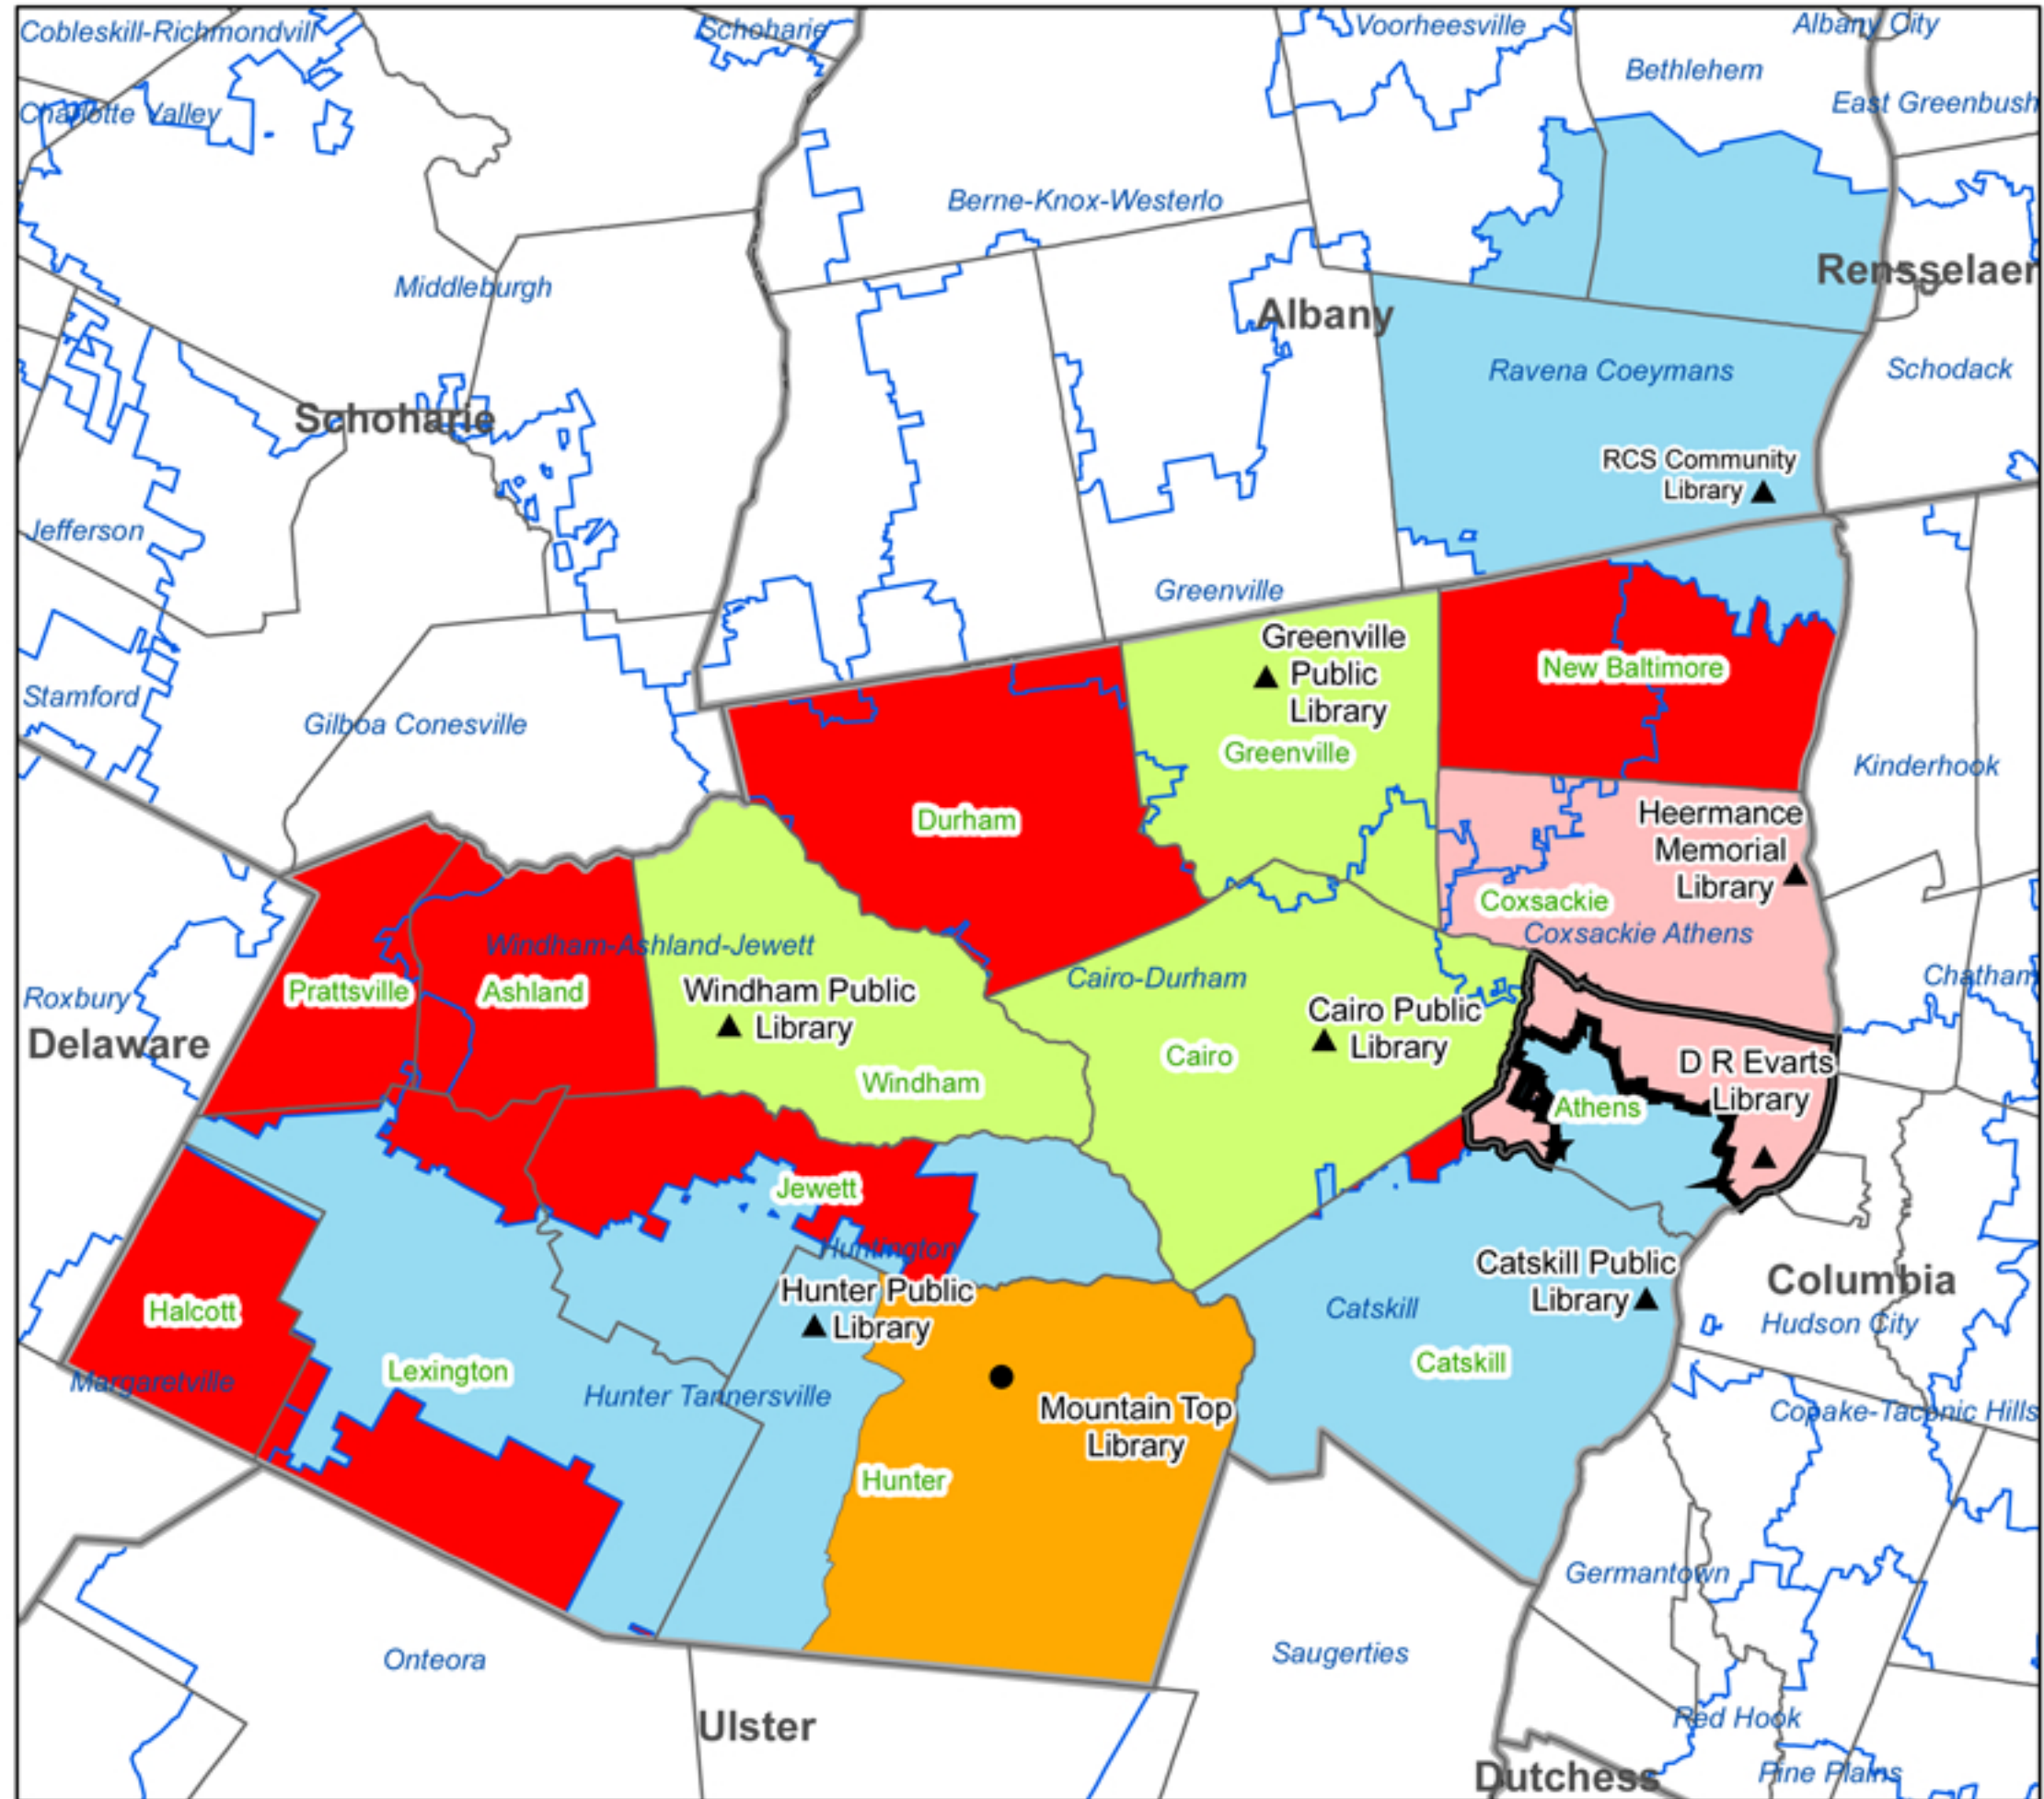 Cobleskill-Richmondvill
Schoharie
Voorheesville
Albany City
Bethlehem
Charlotte Valley
East Greenbush
Berne-Knox-Westerlo
Rensselaer
Middleburgh
Albany
Ravena Coeymans
Schodack
Schoharie
RCS Community
Library
Jefferson
Greenville
Greenville
Public
Library
New Baltimore
Stamford
Gilboa Conesville
Greenville
Kinderhook
Durham
Heermance
Memorial
Library
Coxsackie
Coxsackie Athens
Windham-Ashland-Jewett
Cairo-Durham
Chatham
Roxbury
Prattsville
Ashland
Windham Public
Library
Cairo Public
Library
Delaware
Cairo
D R Evarts
Library
Windham
Athens
Jewett
Huntington
Catskill Public
Library
Columbia
Hunter Public
Library
Halcott
Catskill
Hudson City
Lexington
Catskill
Margaretville
Hunter Tannersville
Mountain Top
Library
Copake-Taconic Hills
Hunter
Germantown
Onteora
Saugerties
Ulster
Red Hook
Dutchess
Pine Plains